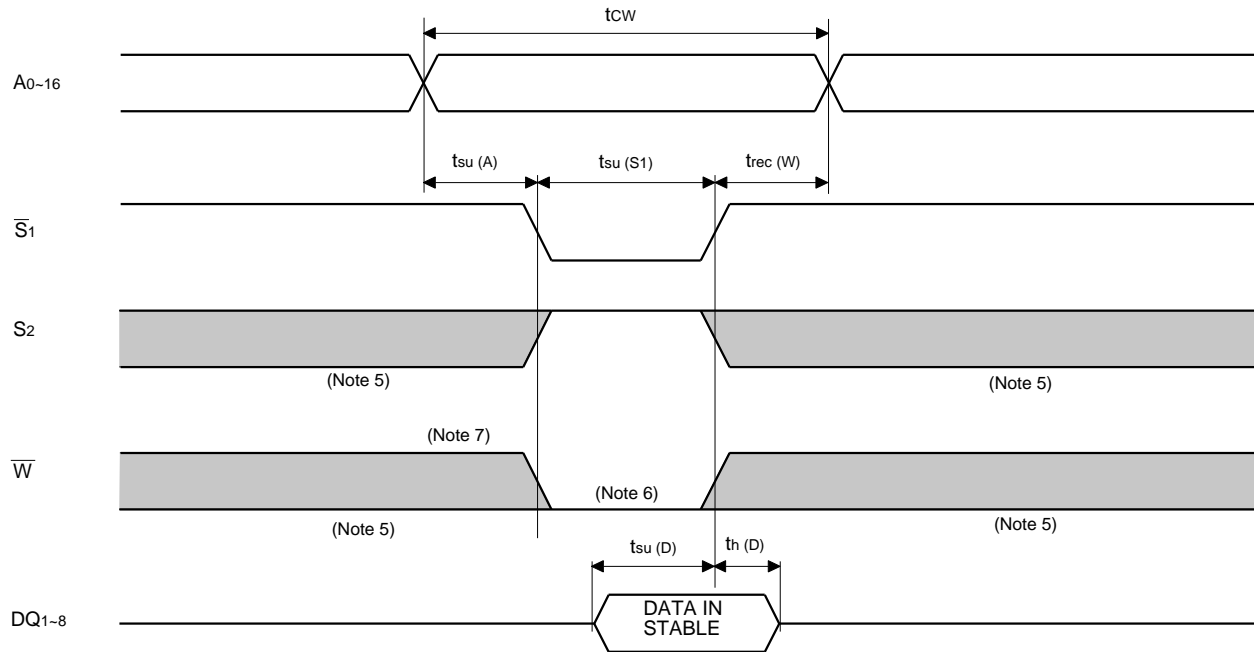 tCW
A0~16
tsu (A)
tsu (S1)
trec (W)
S̅1
S2
(Note 5)
(Note 5)
(Note 7)
W̅
(Note 6)
(Note 5)
(Note 5)
tsu (D)
th (D)
DQ1~8
DATA IN
STABLE